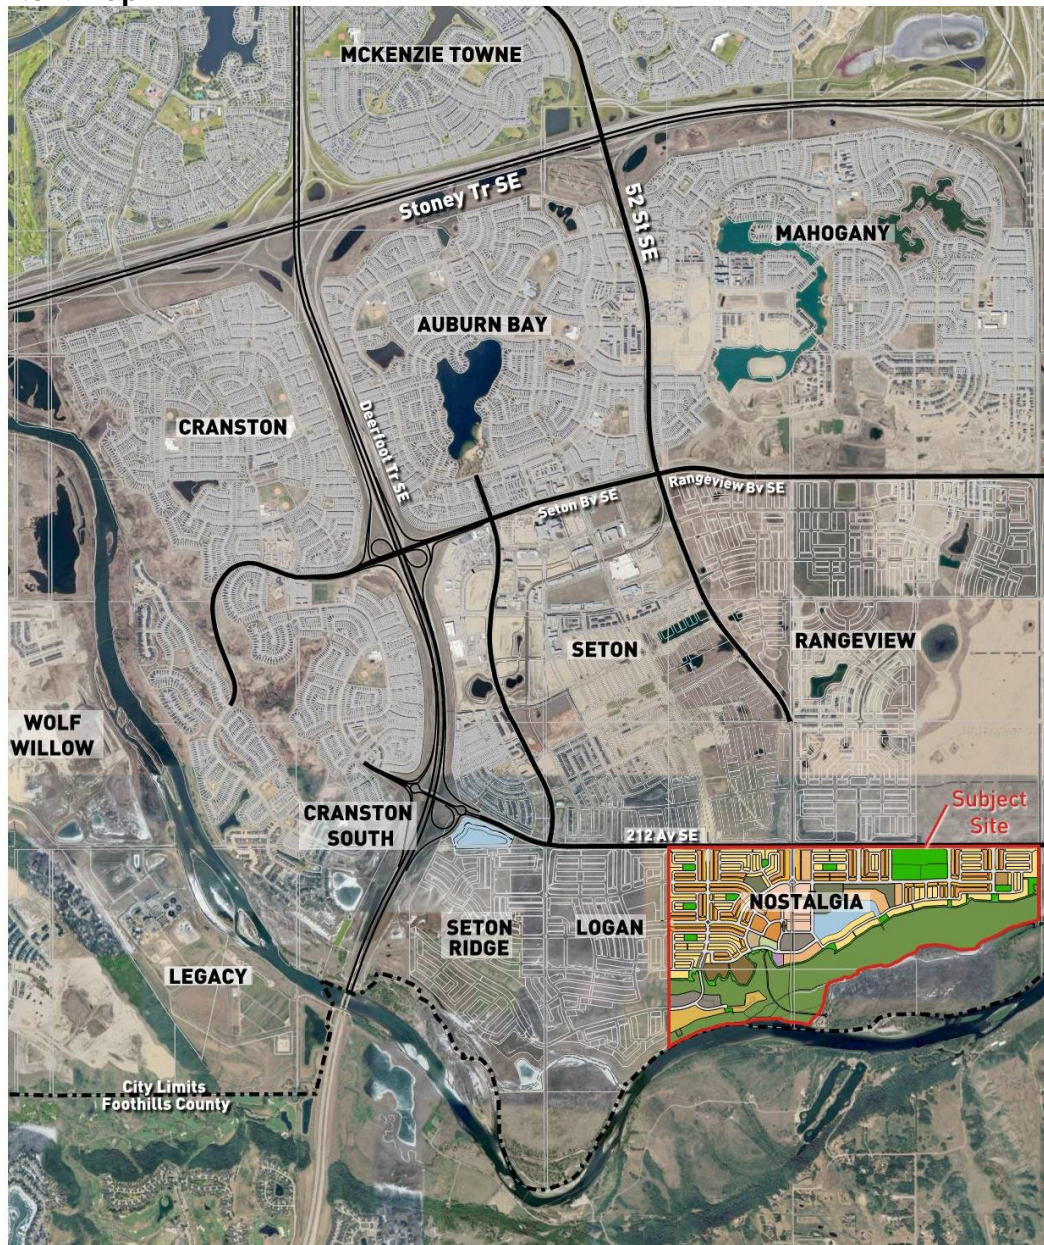 MCKENZIE TOWNE
Stoney Tr SE
52 St SE
MAHOGANY
AUBURN BAY
CRANSTON
Deerfoot Tr SE
Seton Bv SE
Rangeview Bv SE
SETON
RANGEVIEW
WOLF
WILLOW
CRANSTON
SOUTH
212 Av SE
Subject
Site
NOSTALGIA
SETON
RIDGE
LOGAN
LEGACY
City Limits
Foothills County